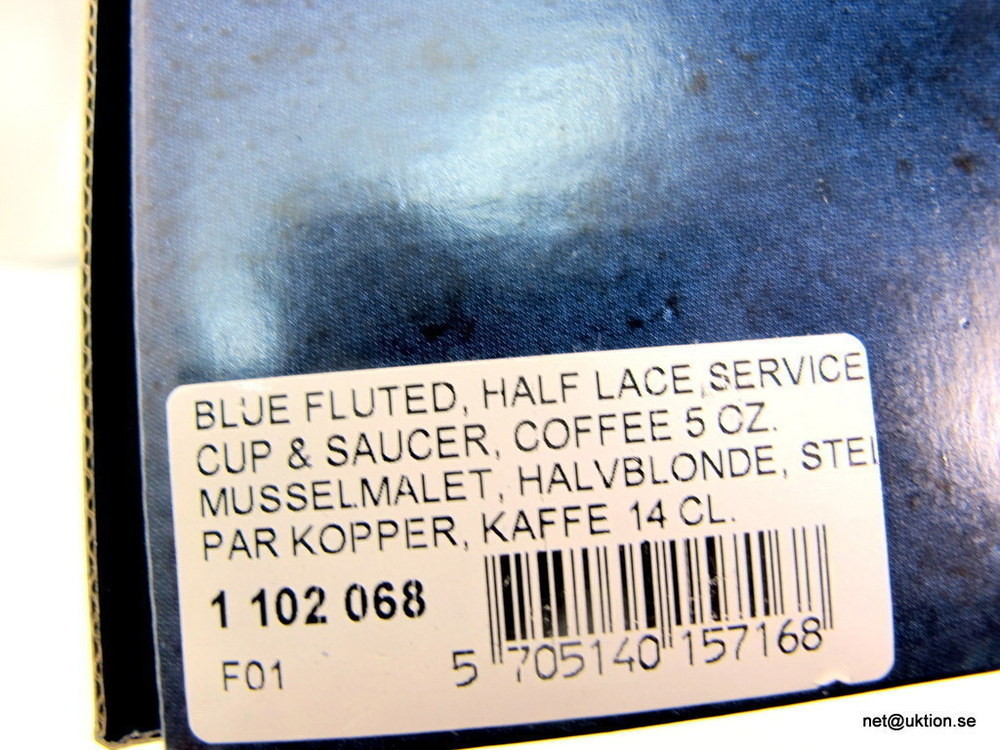 BLUE FLUTED, HALF LACE, SERVICE
CUP & SAUCER, COFFEE 5 OZ.
MUSSELMALET, HALVBLONDE, STEL
PAR KOPPER, KAFFE 14 CL.
1 102 068
F01
5 705140 157168
net@uktion.se